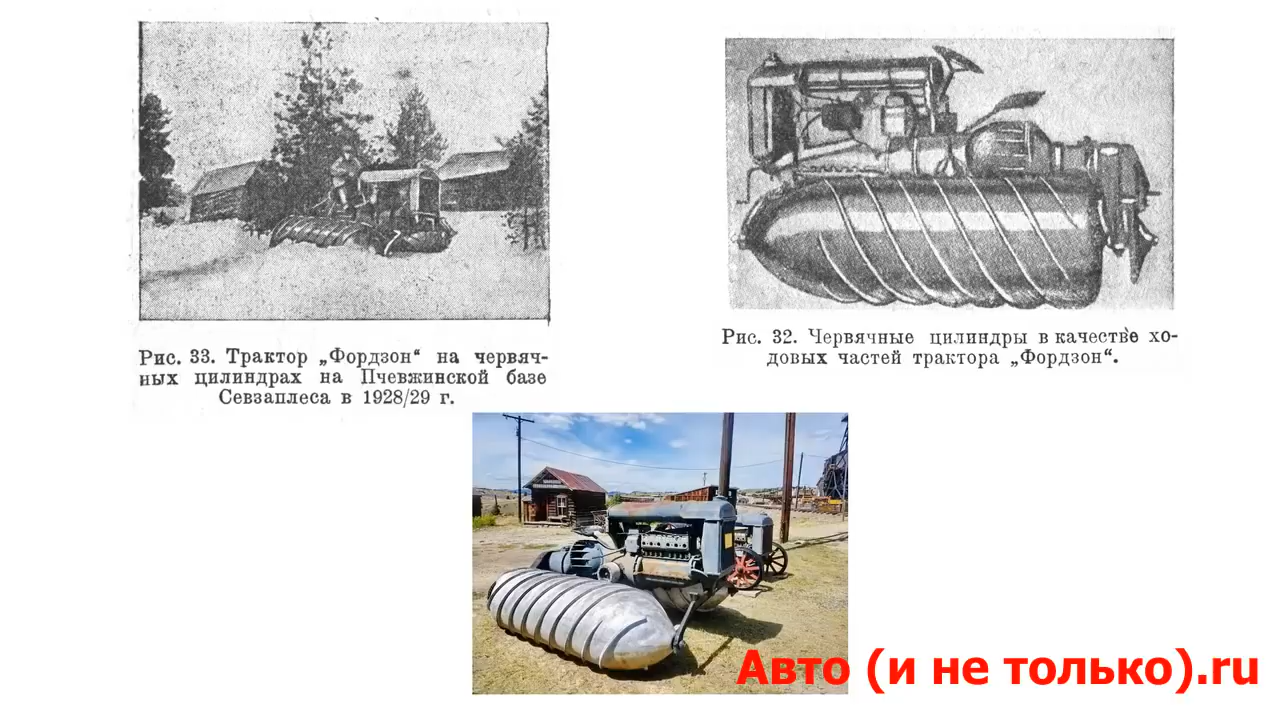 Рис. 33. Трактор „Фордзон“ на червяч-
ных цилиндрах на Пчевжинской базе
Севзаплеса в 1928/29 г.
Рис. 32. Червячные цилиндры в качестве хо-
довых частей трактора „Фордзон“.
Авто (и не только).ru